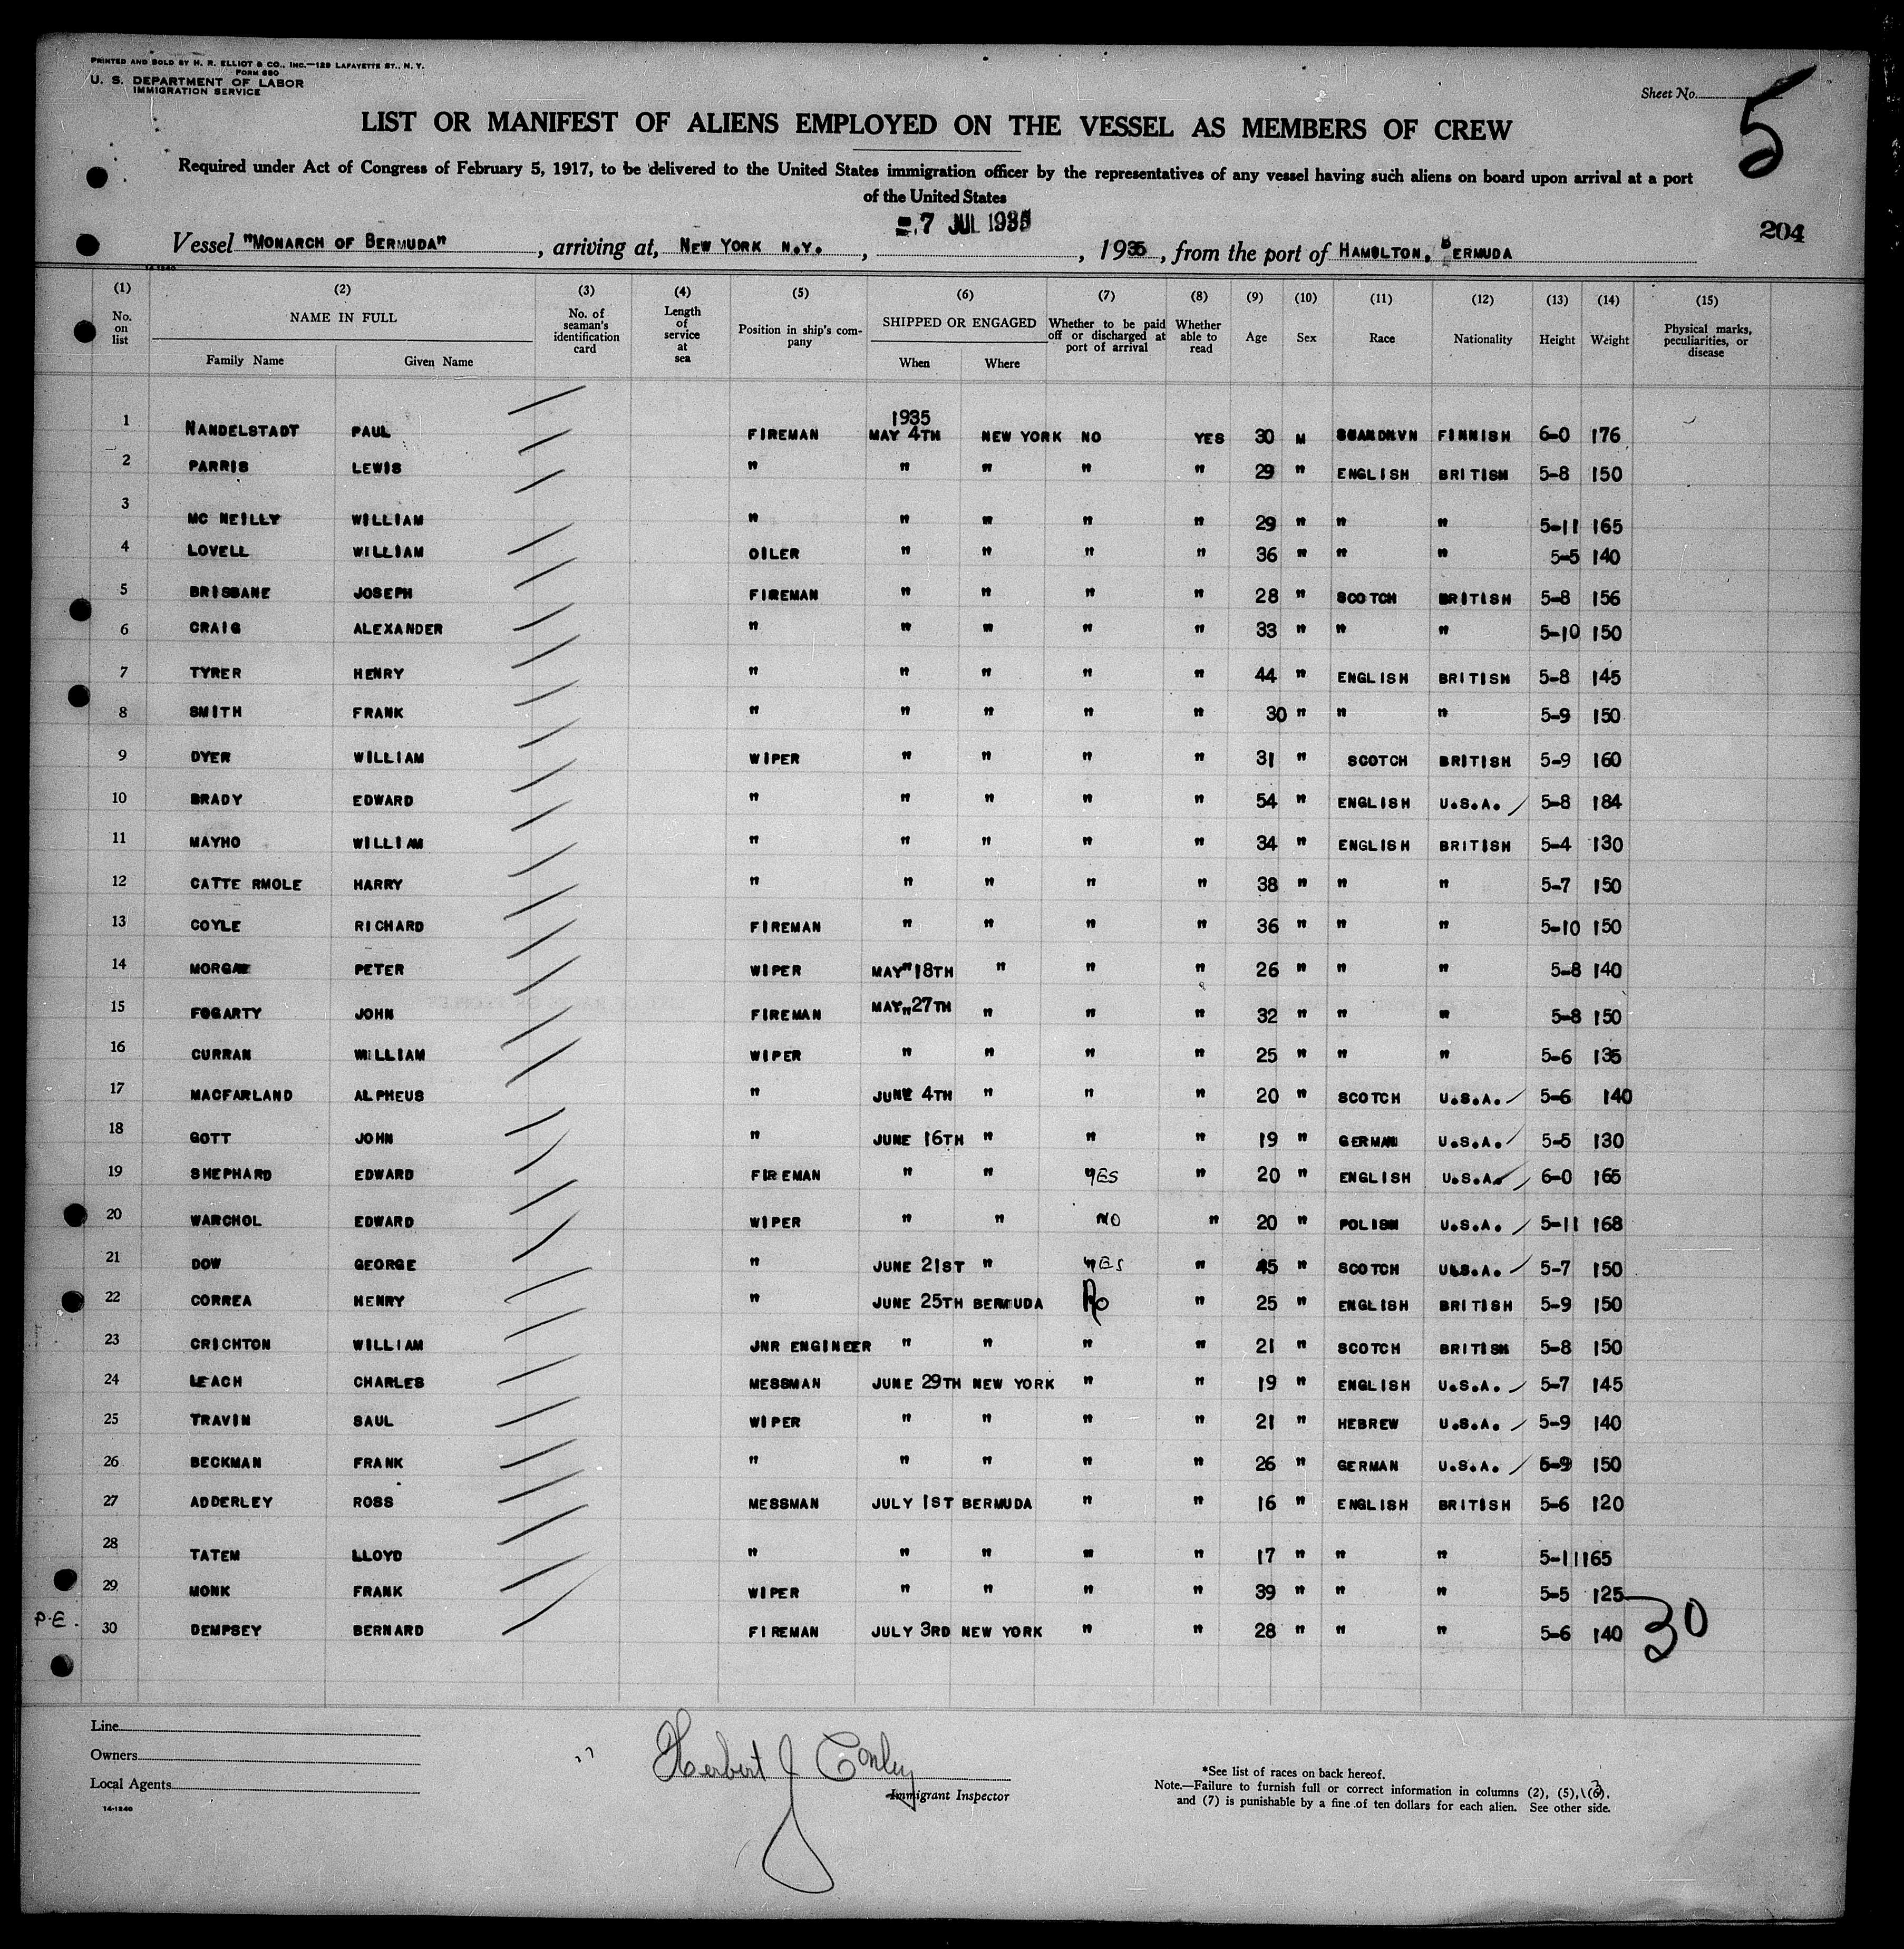 PRINTED AND SOLD BY H. R. ELLIOT & CO., INC.—129 LAFAYETTE ST., N. Y.
FORM 680
U. S. DEPARTMENT OF LABOR
IMMIGRATION SERVICE
Sheet No. 5
LIST OR MANIFEST OF ALIENS EMPLOYED ON THE VESSEL AS MEMBERS OF CREW
Required under Act of Congress of February 5, 1917, to be delivered to the United States immigration officer by the representatives of any vessel having such aliens on board upon arrival at a port
of the United States
7 JUL 1935
204
Vessel "MONARCH OF BERMUDA", arriving at, NEW YORK N.Y., , 1935, from the port of HAMILTON, BERMUDA
14-1240
(1) (2) (3) (4) (5) (6) (7) (8) (9) (10) (11) (12) (13) (14) (15)
No. on list NAME IN FULL Family Name Given Name No. of seaman's identification card Length of service at sea Position in ship's company SHIPPED OR ENGAGED When Where Whether to be paid off or discharged at port of arrival Whether able to read Age Sex Race Nationality Height Weight Physical marks, peculiarities, or disease
1935
1 NANDELSTADT PAUL FIREMAN MAY 4TH NEW YORK NO YES 30 M SCANDNVN FINNISH 6-0 176
2 PARRIS LEWIS " " " " " 29 " ENGLISH BRITISH 5-8 150
3 MC NEILLY WILLIAM " " " " " 29 " " " 5-11 165
4 LOVELL WILLIAM OILER " " " " 36 " " " 5-5 140
5 BRISBANE JOSEPH FIREMAN " " " " 28 " SCOTCH BRITISH 5-8 156
6 CRAIG ALEXANDER " " " " " 33 " " " 5-10 150
7 TYRER HENRY " " " " " 44 " ENGLISH BRITISH 5-8 145
8 SMITH FRANK " " " " " 30 " " " 5-9 150
9 DYER WILLIAM WIPER " " " " 31 " SCOTCH BRITISH 5-9 160
10 BRADY EDWARD " " " " " 54 " ENGLISH U.S.A. 5-8 184
11 MAYHO WILLIAM " " " " " 34 " ENGLISH BRITISH 5-4 130
12 CATTE RMOLE HARRY " " " " " 38 " " " 5-7 150
13 COYLE RICHARD FIREMAN " " " " 36 " " " 5-10 150
14 MORGAN PETER WIPER MAY"18TH " " " 26 " " " 5-8 140
15 FOGARTY JOHN FIREMAN MAY"27TH " " " 32 " " " 5-8 150
16 CURRAN WILLIAM WIPER " " " " 25 " " " 5-6 135
17 MACFARLAND ALPHEUS " JUNE 4TH " " " 20 " SCOTCH U.S.A. 5-6 140
18 GOTT JOHN " JUNE 16TH " " " 19 " GERMAN U.S.A. 5-5 130
19 SHEPHARD EDWARD FIREMAN " " YES " 20 " ENGLISH U.S.A. 6-0 165
20 WARCHOL EDWARD WIPER " " NO " 20 " POLISH U.S.A. 5-11 168
21 DOW GEORGE " JUNE 21ST " YES " 45 " SCOTCH U.S.A. 5-7 150
22 CORREA HENRY " JUNE 25TH BERMUDA No " 25 " ENGLISH BRITISH 5-9 150
23 CRICHTON WILLIAM JNR ENGINEER " " " " 21 " SCOTCH BRITISH 5-8 150
24 LEACH CHARLES MESSMAN JUNE 29TH NEW YORK " " 19 " ENGLISH U.S.A. 5-7 145
25 TRAVIN SAUL WIPER " " " " 21 " HEBREW U.S.A. 5-9 140
26 BECKMAN FRANK " " " " " 26 " GERMAN U.S.A. 5-9 150
27 ADDERLEY ROSS MESSMAN JULY 1ST BERMUDA " " 16 " ENGLISH BRITISH 5-6 120
28 TATEM LLOYD " " " " " 17 " " " 5-11 165
29 MONK FRANK WIPER " " " " 39 " " " 5-5 125
P.E. 30 DEMPSEY BERNARD FIREMAN JULY 3RD NEW YORK " " 28 " " " 5-6 140
30
Line
Owners
Local Agents
14-1240
Herbert J Conley
Immigrant Inspector
*See list of races on back hereof.
Note.—Failure to furnish full or correct information in columns (2), (5), (6),
and (7) is punishable by a fine of ten dollars for each alien. See other side.